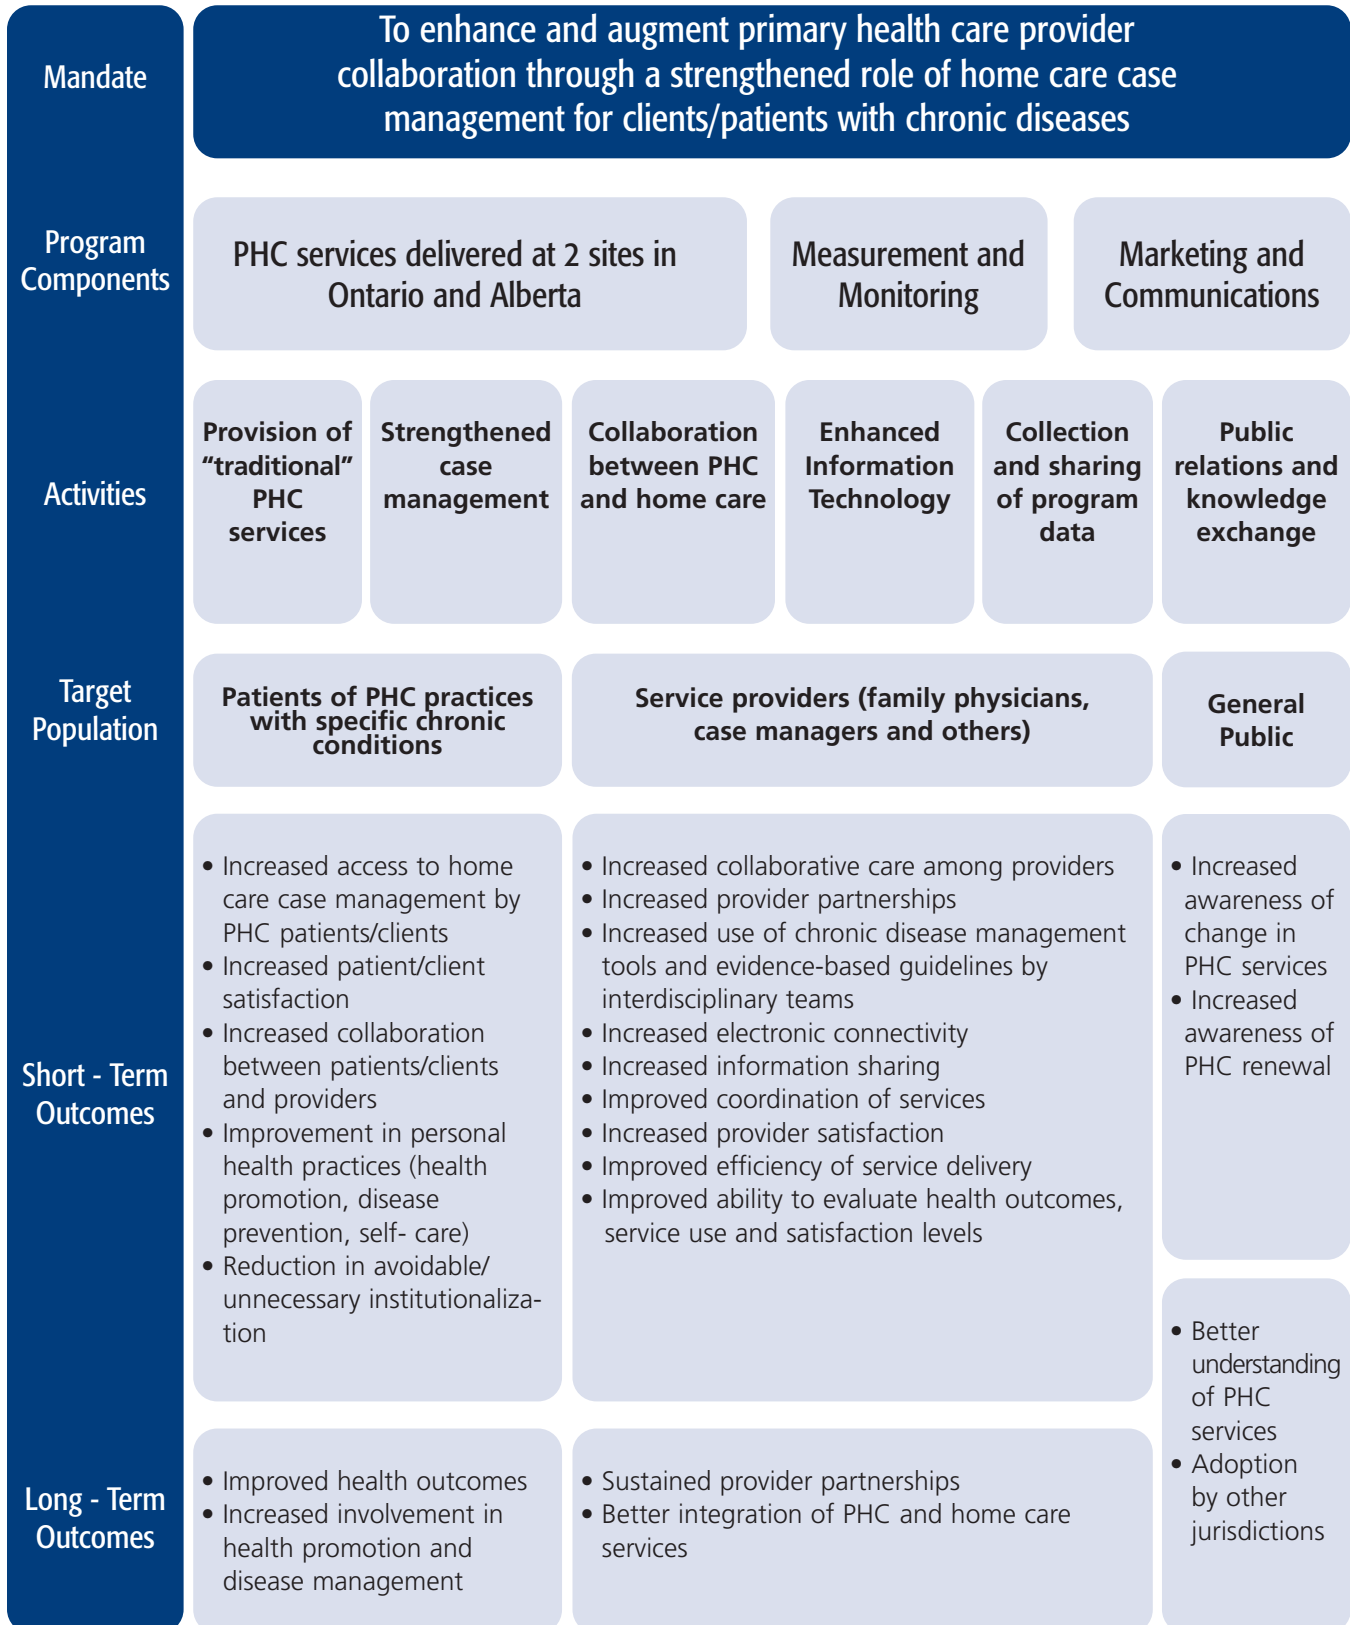 Mandate
To enhance and augment primary health care provider
collaboration through a strengthened role of home care case
management for clients/patients with chronic diseases
Program
Components
PHC services delivered at 2 sites in
Ontario and Alberta
Measurement and
Monitoring
Marketing and
Communications
Activities
Provision of
"traditional"
PHC
services
Strengthened
case
management
Collaboration
between PHC
and home care
Enhanced
Information
Technology
Collection
and sharing
of program
data
Public
relations and
knowledge
exchange
Target
Population
Patients of PHC practices
with specific chronic
conditions
Service providers (family physicians,
case managers and others)
General
Public
Short - Term
Outcomes
• Increased access to home
care case management by
PHC patients/clients
• Increased patient/client
satisfaction
• Increased collaboration
between patients/clients
and providers
• Improvement in personal
health practices (health
promotion, disease
prevention, self- care)
• Reduction in avoidable/
unnecessary institutionaliza-
tion
• Increased collaborative care among providers
• Increased provider partnerships
• Increased use of chronic disease management
tools and evidence-based guidelines by
interdisciplinary teams
• Increased electronic connectivity
• Increased information sharing
• Improved coordination of services
• Increased provider satisfaction
• Improved efficiency of service delivery
• Improved ability to evaluate health outcomes,
service use and satisfaction levels
• Increased
awareness of
change in
PHC services
• Increased
awareness of
PHC renewal
Long - Term
Outcomes
• Improved health outcomes
• Increased involvement in
health promotion and
disease management
• Sustained provider partnerships
• Better integration of PHC and home care
services
• Better
understanding
of PHC
services
• Adoption
by other
jurisdictions